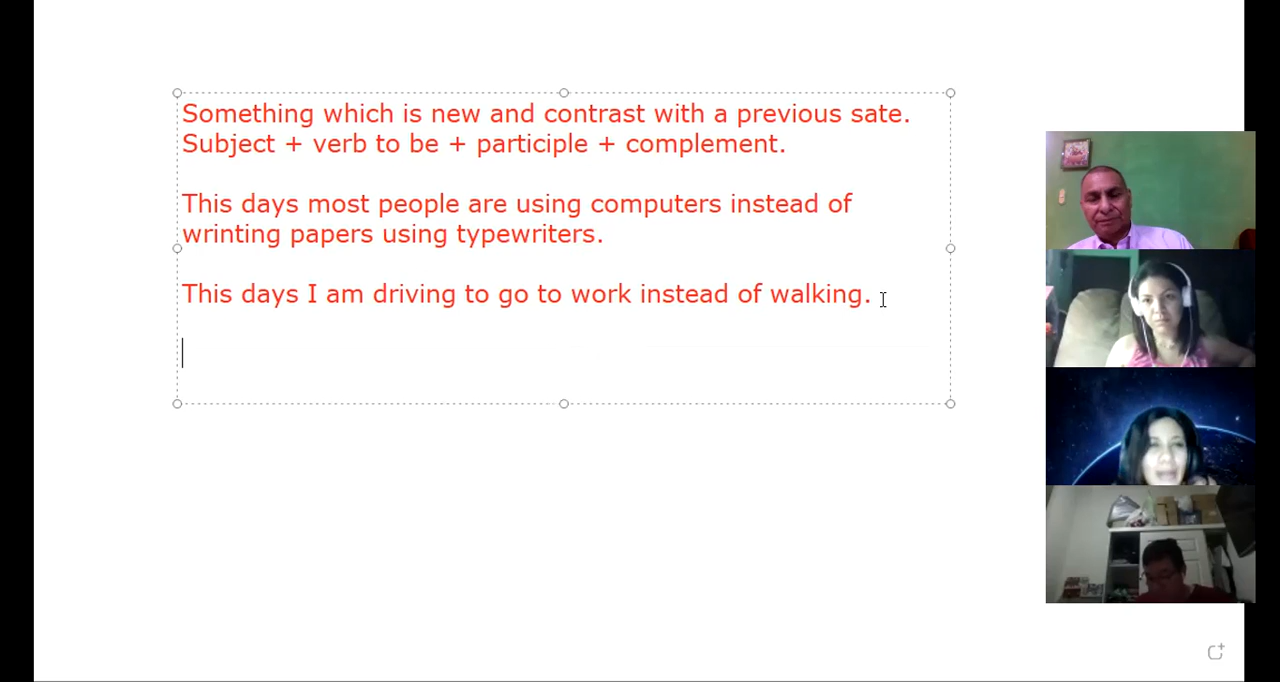 Something which is new and contrast with a previous sate.
Subject + verb to be + participle + complement.
This days most people are using computers instead of
wrinting papers using typewriters.
This days I am driving to go to work instead of walking.